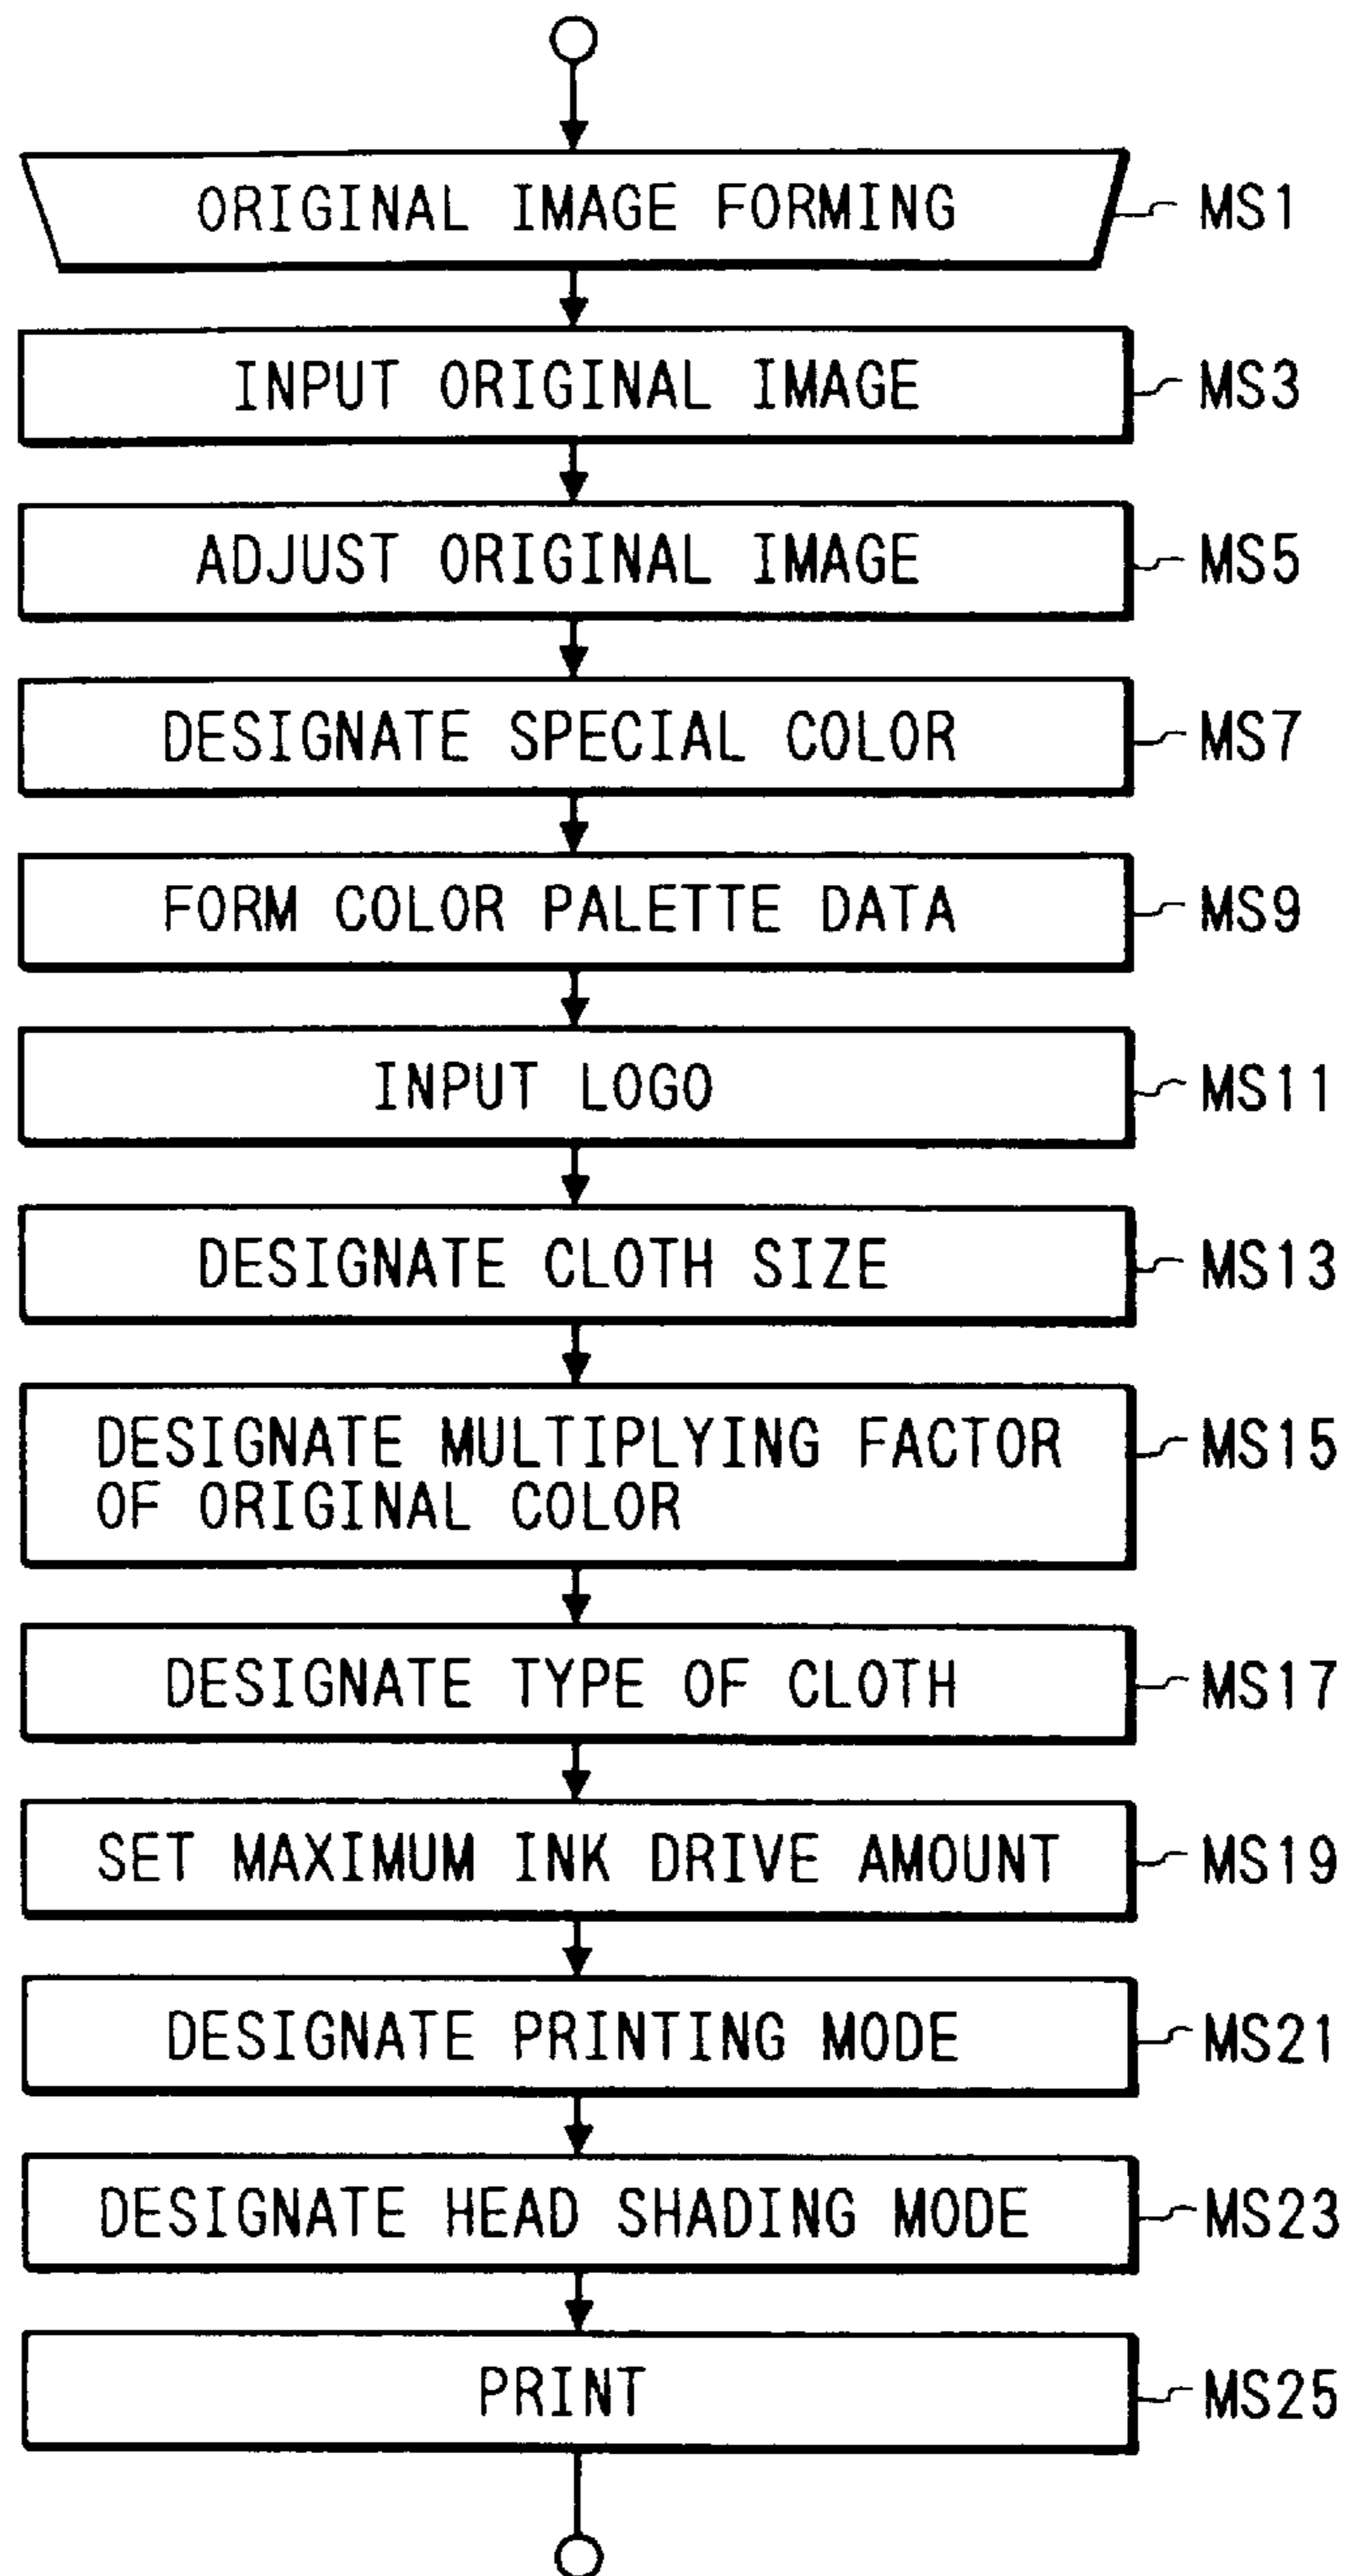 ORIGINAL IMAGE FORMING MS1
INPUT ORIGINAL IMAGE MS3
ADJUST ORIGINAL IMAGE MS5
DESIGNATE SPECIAL COLOR MS7
FORM COLOR PALETTE DATA MS9
INPUT LOGO MS11
DESIGNATE CLOTH SIZE MS13
DESIGNATE MULTIPLYING FACTOR MS15
OF ORIGINAL COLOR
DESIGNATE TYPE OF CLOTH MS17
SET MAXIMUM INK DRIVE AMOUNT MS19
DESIGNATE PRINTING MODE MS21
DESIGNATE HEAD SHADING MODE MS23
PRINT MS25